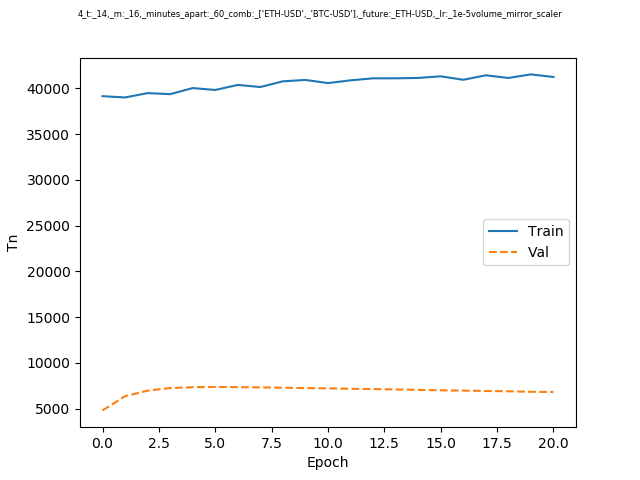 4_t:_14,_m:_16,_minutes_apart:_60_comb:_['ETH-USD',_'BTC-USD'],_future:_ETH-USD,_lr:_1e-5volume_mirror_scaler
40000
35000
30000
25000
20000
15000
10000
5000
Tn
Train
Val
0.0 2.5 5.0 7.5 10.0 12.5 15.0 17.5 20.0
Epoch